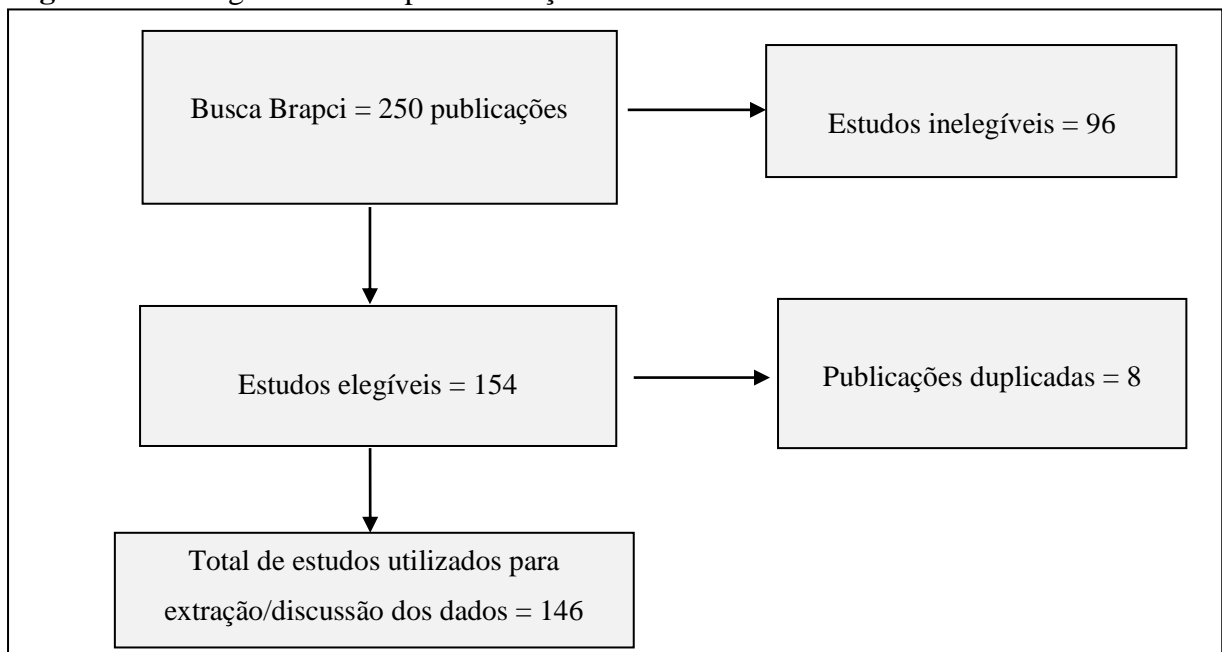 Busca Brapci = 250 publicações
Estudos inelegíveis = 96
Estudos elegíveis = 154
Publicações duplicadas = 8
Total de estudos utilizados para
extração/discussão dos dados = 146